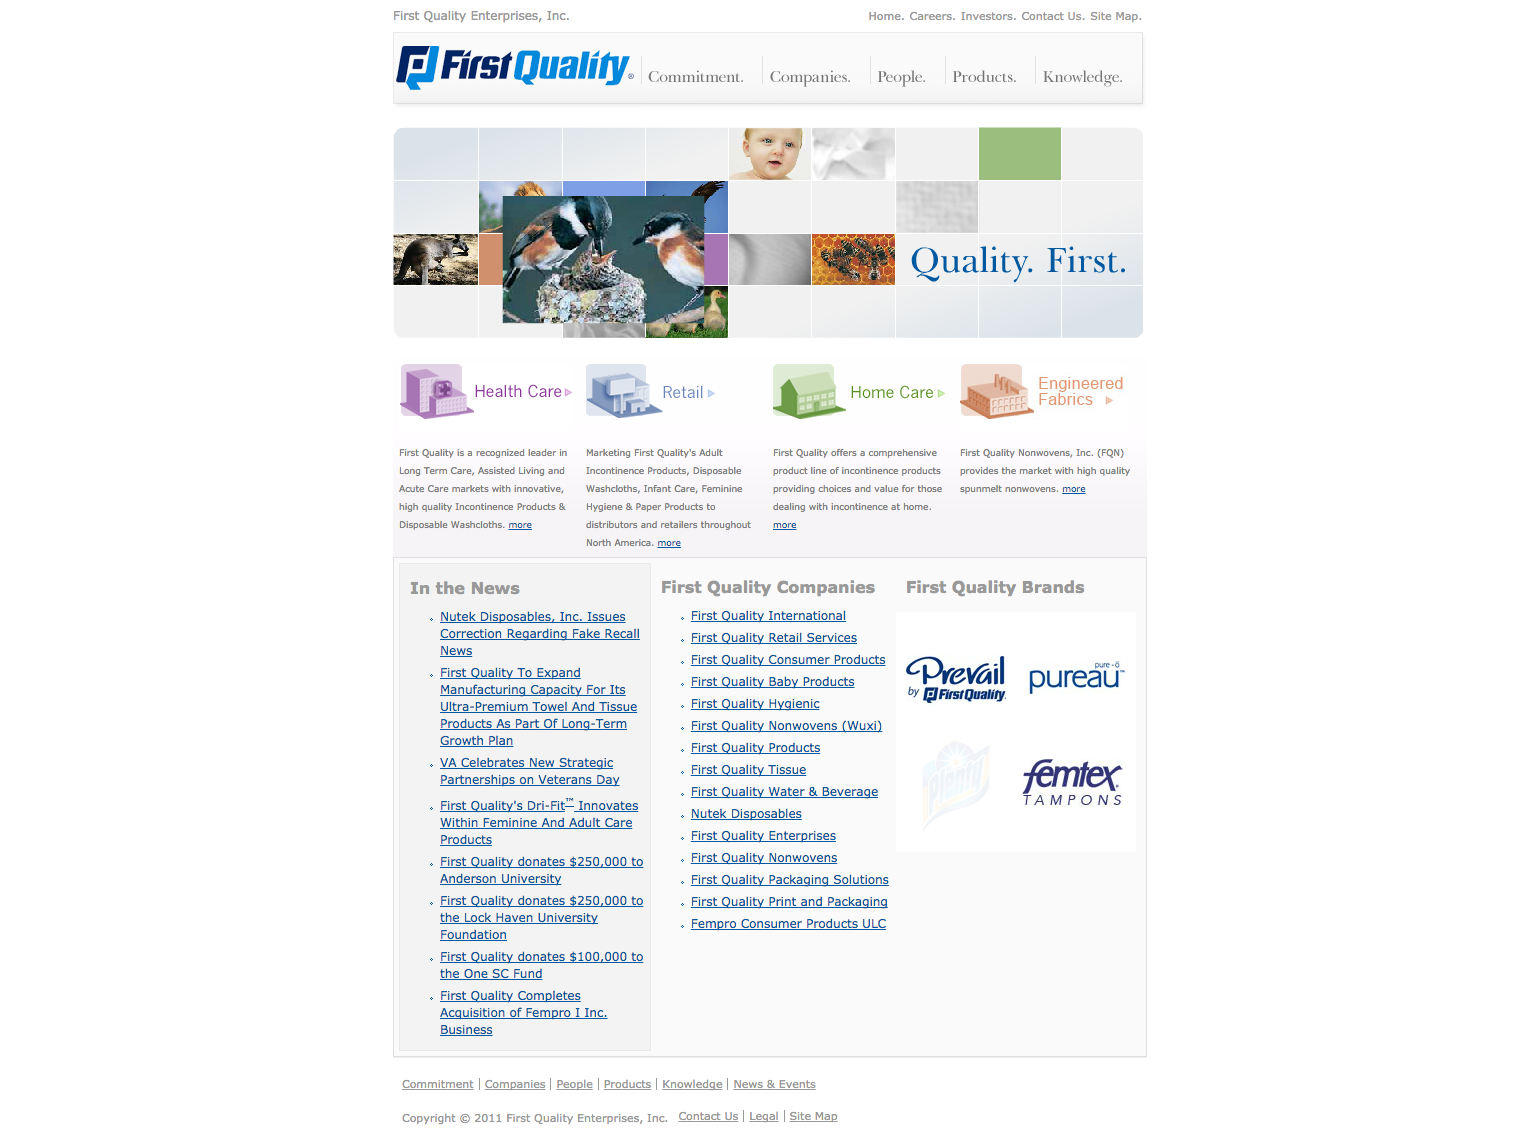 First Quality Enterprises, Inc.
Home. Careers. Investors. Contact Us. Site Map.
First Quality®
Commitment. Companies. People. Products. Knowledge.
Quality. First.
Health Care
Retail
Home Care
Engineered
Fabrics
First Quality is a recognized leader in
Long Term Care, Assisted Living and
Acute Care markets with innovative,
high quality Incontinence Products &
Disposable Washcloths. more
Marketing First Quality's Adult
Incontinence Products, Disposable
Washcloths, Infant Care, Feminine
Hygiene & Paper Products to
distributors and retailers throughout
North America. more
First Quality offers a comprehensive
product line of incontinence products
providing choices and value for those
dealing with incontinence at home.
more
First Quality Nonwovens, Inc. (FQN)
provides the market with high quality
spunmelt nonwovens. more
In the News
Nutek Disposables, Inc. Issues
Correction Regarding Fake Recall
News
First Quality To Expand
Manufacturing Capacity For Its
Ultra-Premium Towel And Tissue
Products As Part Of Long-Term
Growth Plan
VA Celebrates New Strategic
Partnerships on Veterans Day
First Quality's Dri-Fit™ Innovates
Within Feminine And Adult Care
Products
First Quality donates $250,000 to
Anderson University
First Quality donates $250,000 to
the Lock Haven University
Foundation
First Quality donates $100,000 to
the One SC Fund
First Quality Completes
Acquisition of Fempro I Inc.
Business
First Quality Companies
First Quality International
First Quality Retail Services
First Quality Consumer Products
First Quality Baby Products
First Quality Hygienic
First Quality Nonwovens (Wuxi)
First Quality Products
First Quality Tissue
First Quality Water & Beverage
Nutek Disposables
First Quality Enterprises
First Quality Nonwovens
First Quality Packaging Solutions
First Quality Print and Packaging
Fempro Consumer Products ULC
First Quality Brands
Prevail
by First Quality.
pure-ō
pureau™
plenty
femtex
TAMPONS
Commitment | Companies | People | Products | Knowledge | News & Events
Copyright © 2011 First Quality Enterprises, Inc. Contact Us | Legal | Site Map